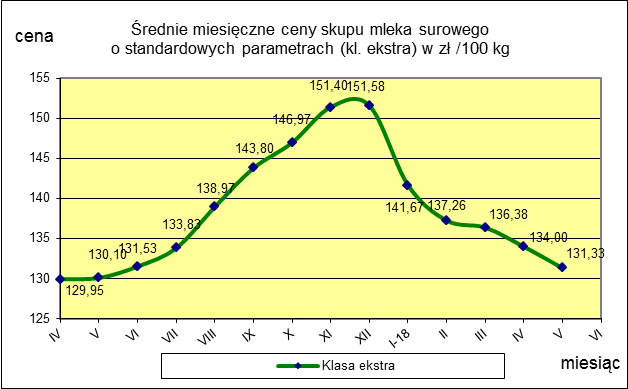 cena
Średnie miesięczne ceny skupu mleka surowego
o standardowych parametrach (kl. ekstra) w zł /100 kg
155
150
145
140
135
130
125
129,95
130,10
131,53
133,83
138,97
143,80
146,97
151,40
151,58
141,67
137,26
136,38
134,00
131,33
IV
V
VI
VII
VIII
IX
X
XI
XII
I-18
II
III
IV
V
VI
Klasa ekstra
miesiąc